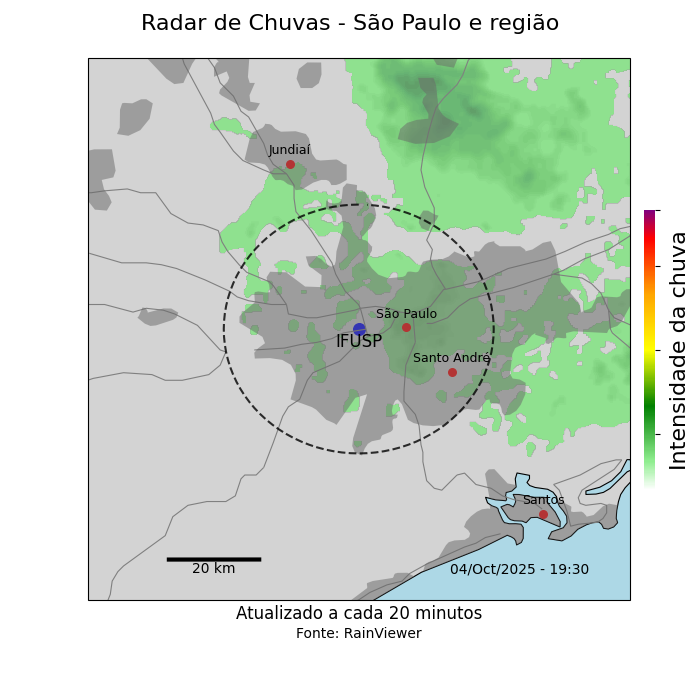 Radar de Chuvas - São Paulo e região
Jundiaí
São Paulo
IFUSP
Santo André
Santos
20 km
04/Oct/2025 - 19:30
Intensidade da chuva
Atualizado a cada 20 minutos
Fonte: RainViewer